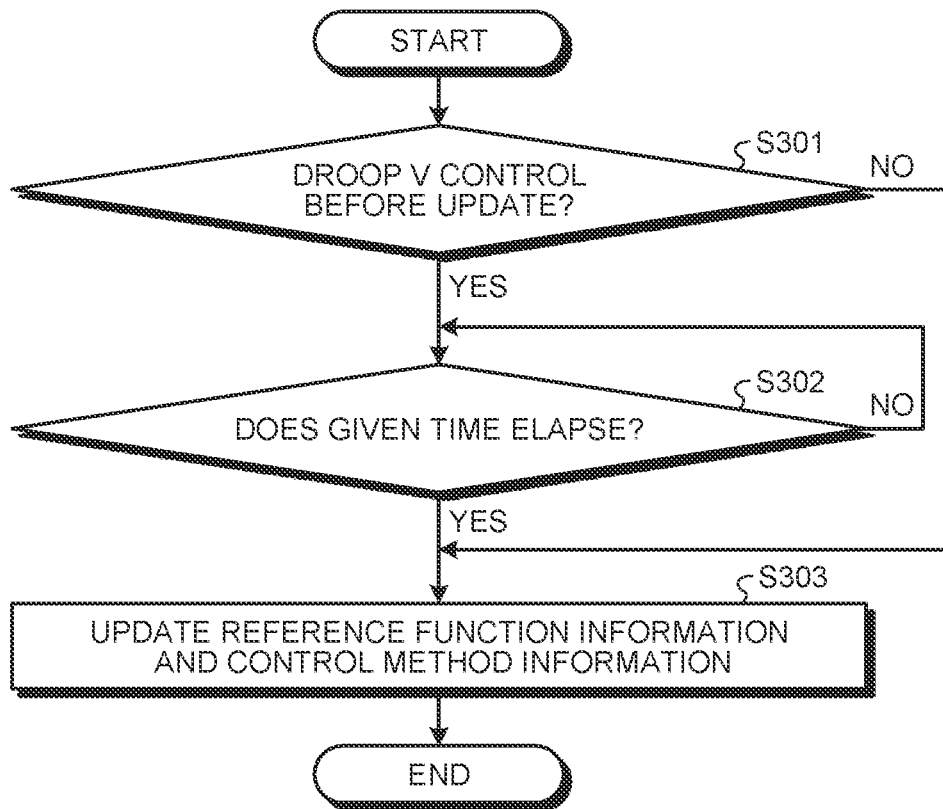 START
S301
DROOP V CONTROL
BEFORE UPDATE?
NO
YES
S302
DOES GIVEN TIME ELAPSE?
NO
YES
S303
UPDATE REFERENCE FUNCTION INFORMATION
AND CONTROL METHOD INFORMATION
END